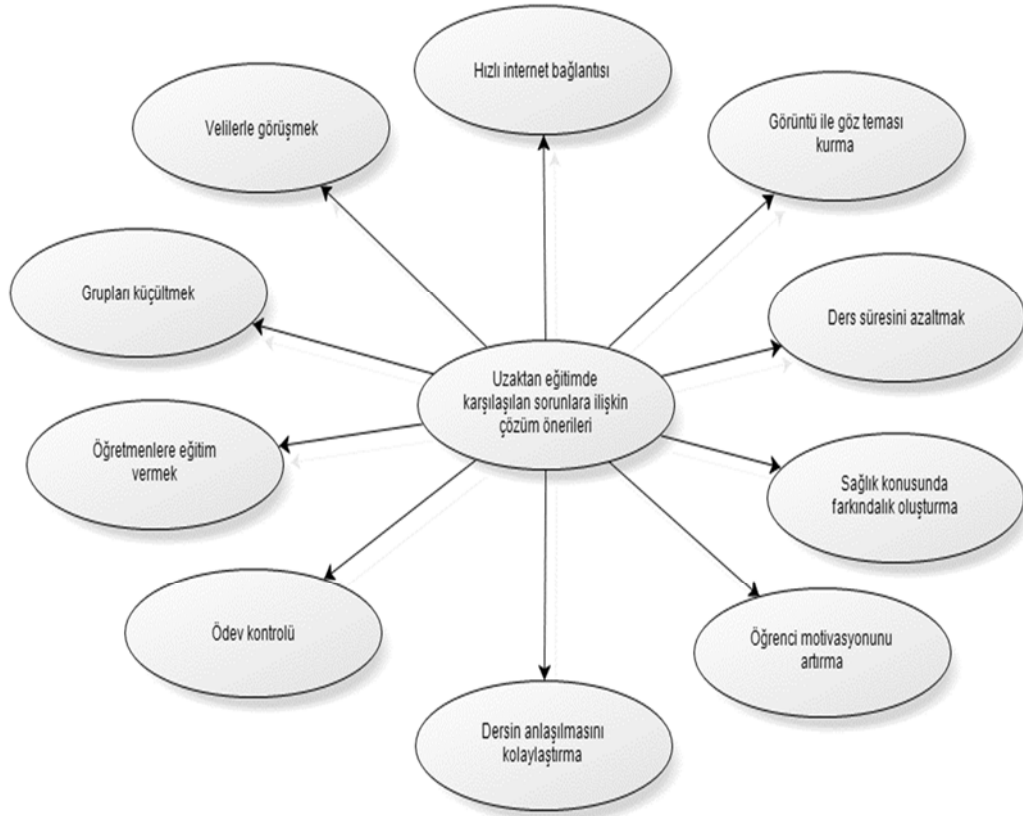 Hızlı internet bağlantısı
Velilerle görüşmek
Görüntü ile göz teması
kurma
Grupları küçültmek
Ders süresini azaltmak
Uzaktan eğitimde
karşılaşılan sorunlara ilişkin
çözüm önerileri
Öğretmenlere eğitim
vermek
Sağlık konusunda
farkındalık oluşturma
Ödev kontrolü
Öğrenci motivasyonunu
artırma
Dersin anlaşılmasını
kolaylaştırma